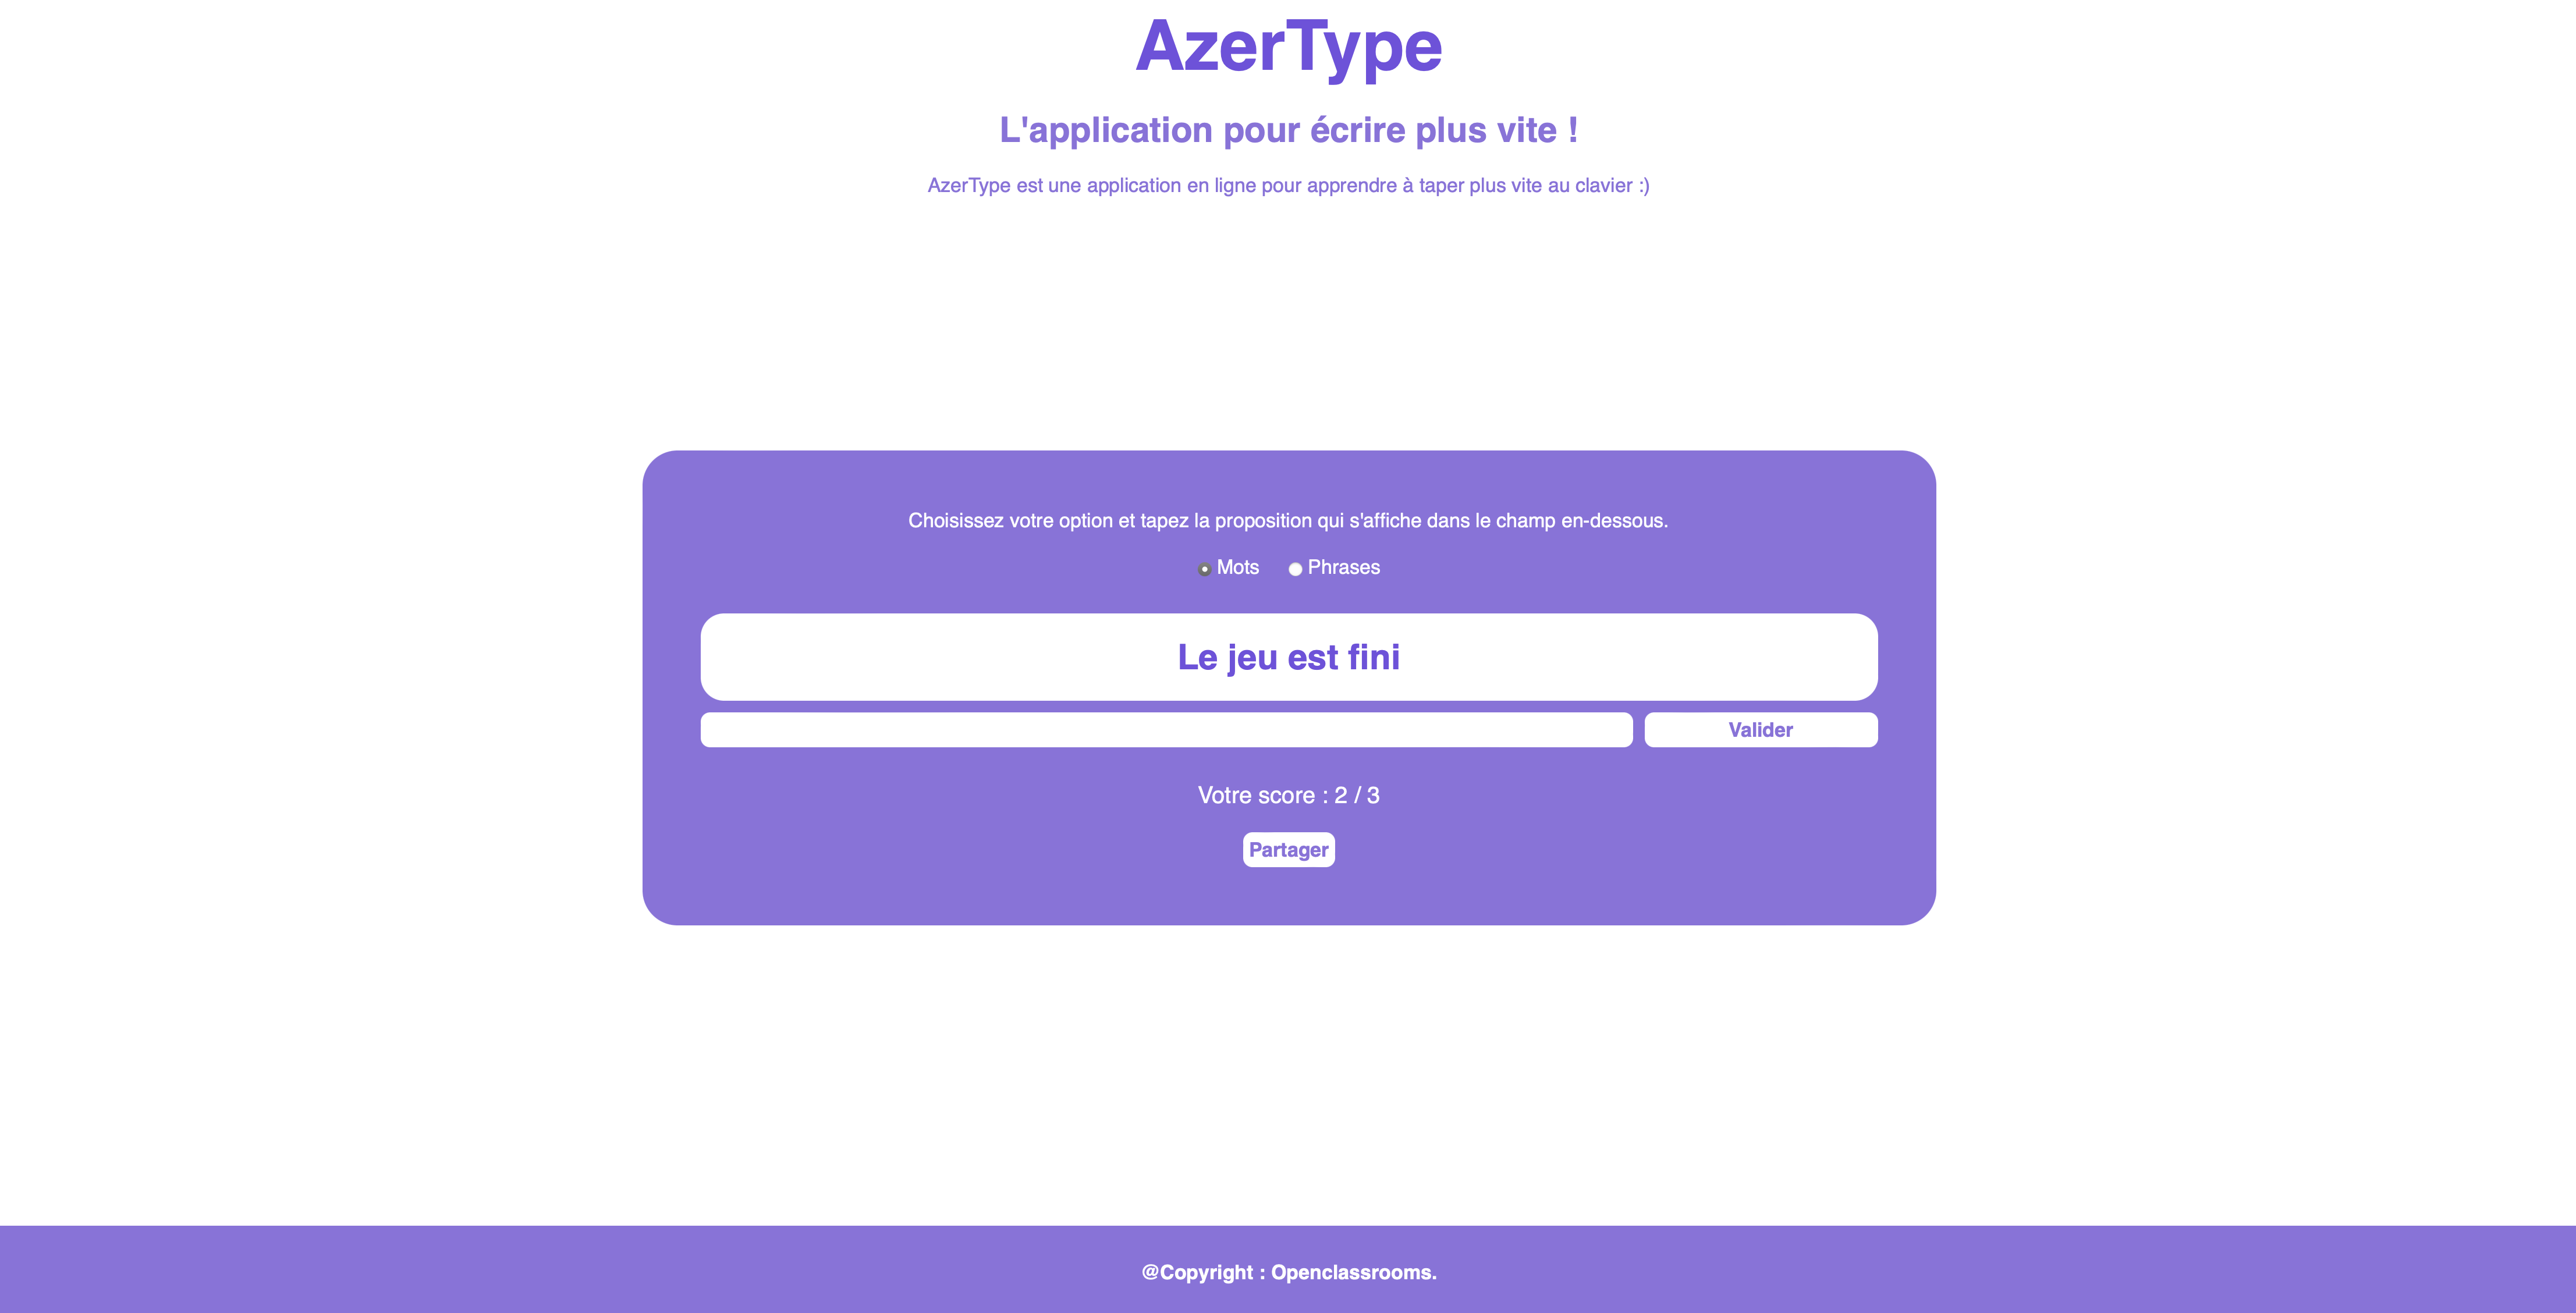 AzerType
L'application pour écrire plus vite !
AzerType est une application en ligne pour apprendre à taper plus vite au clavier :)
Choisissez votre option et tapez la proposition qui s'affiche dans le champ en-dessous.
Mots Phrases
Le jeu est fini
Valider
Votre score : 2 / 3
Partager
@Copyright : Openclassrooms.